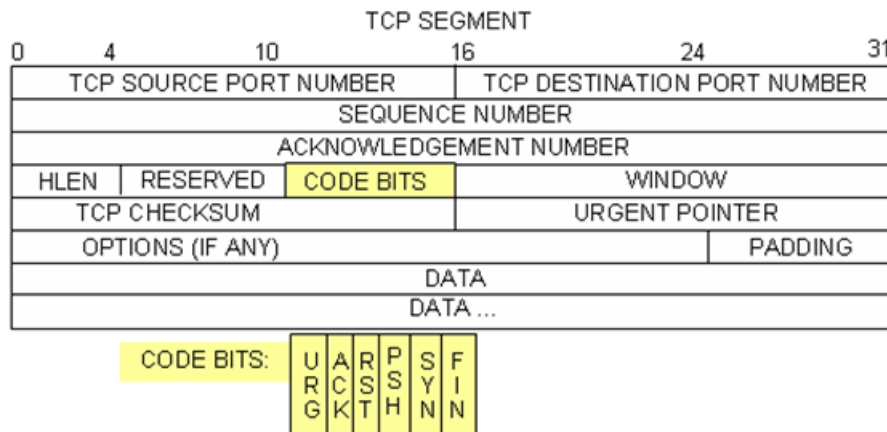 TCP SEGMENT
0 4 10 16 24 31
TCP SOURCE PORT NUMBER TCP DESTINATION PORT NUMBER
SEQUENCE NUMBER
ACKNOWLEDGEMENT NUMBER
HLEN RESERVED CODE BITS WINDOW
TCP CHECKSUM URGENT POINTER
OPTIONS (IF ANY) PADDING
DATA
DATA ...
CODE BITS: URG ACK RST PSH SYN FIN